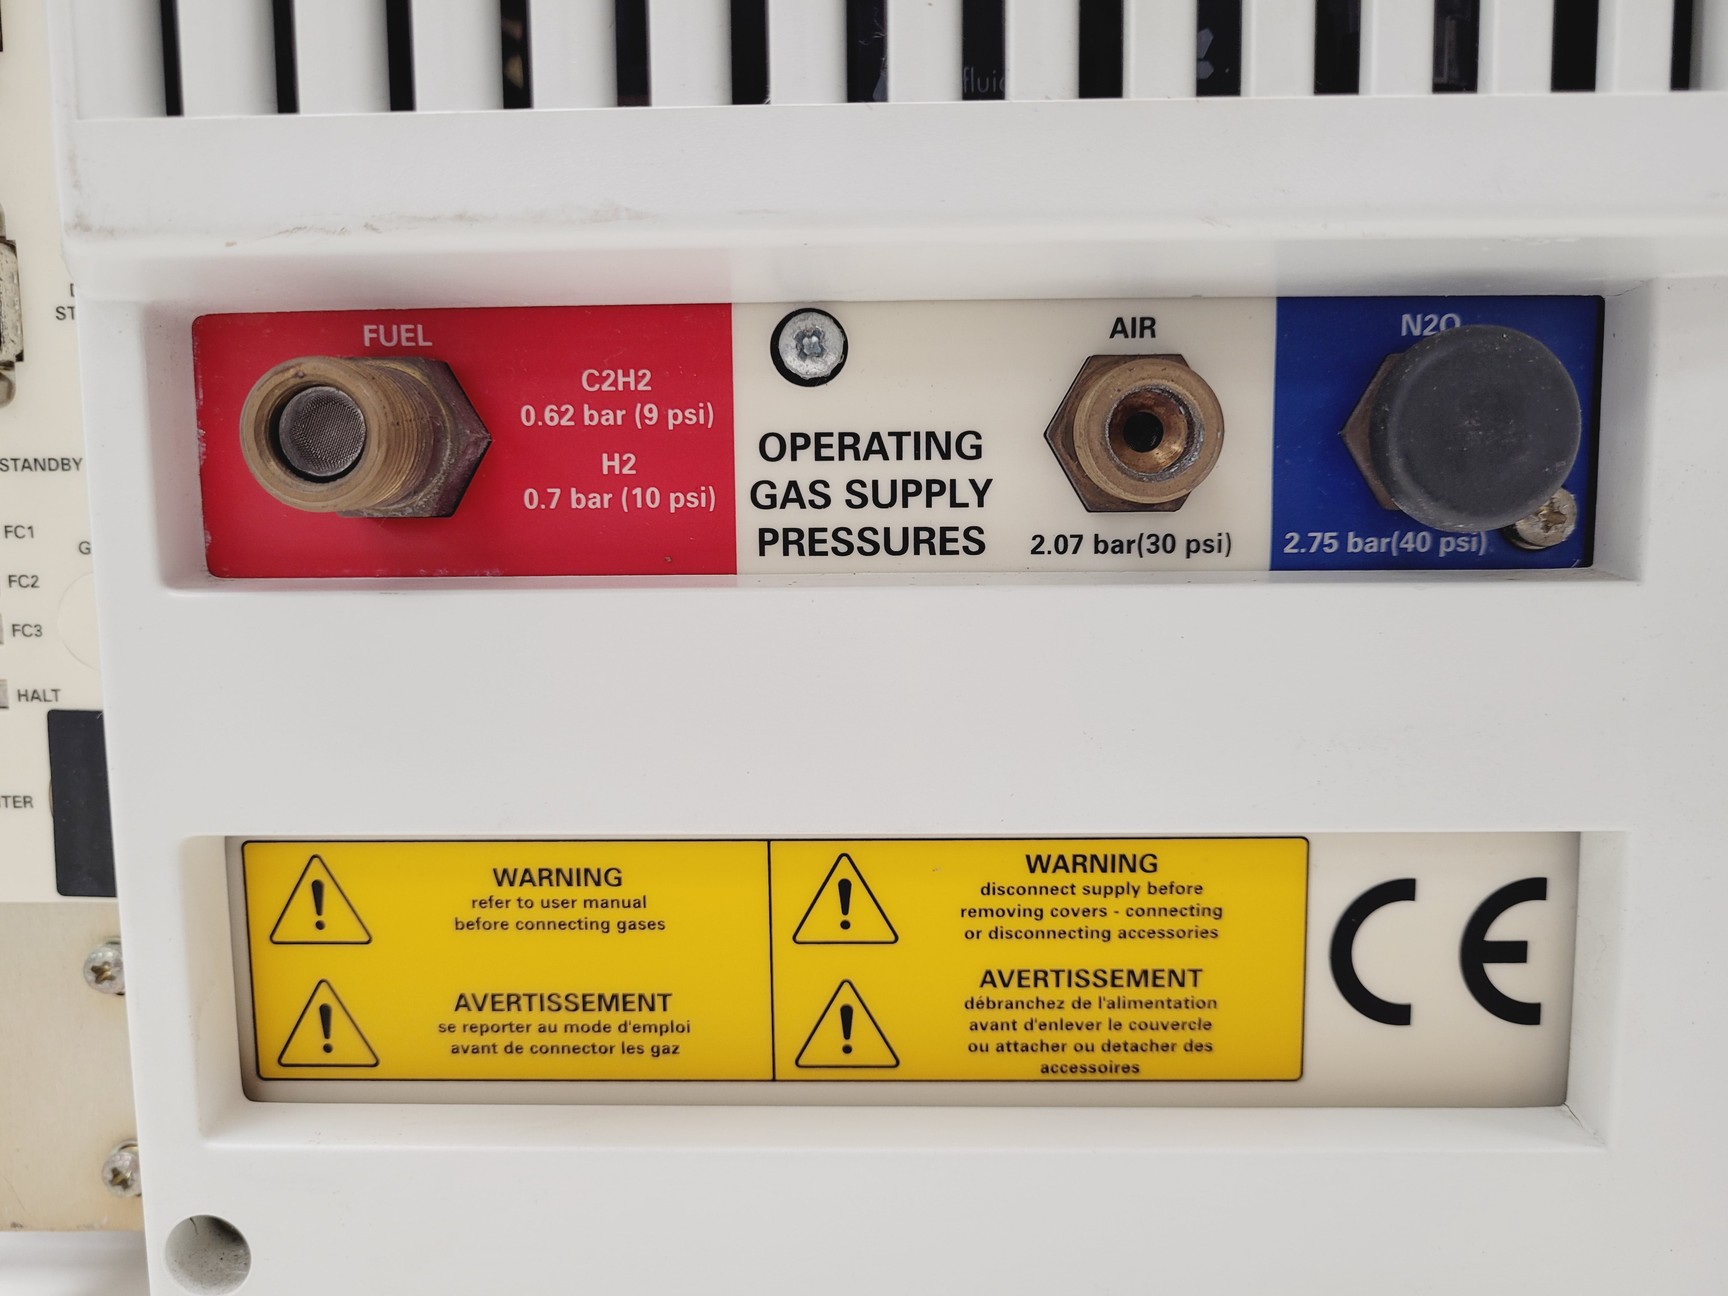 fluid
FUEL
C2H2
0.62 bar (9 psi)
H2
0.7 bar (10 psi)
OPERATING
GAS SUPPLY
PRESSURES
AIR
2.07 bar(30 psi)
N2O
2.75 bar(40 psi)
ST
STANDBY
FC1
G
FC2
FC3
HALT
TER
WARNING
refer to user manual
before connecting gases
AVERTISSEMENT
se reporter au mode d'emploi
avant de connector les gaz
WARNING
disconnect supply before
removing covers - connecting
or disconnecting accessories
AVERTISSEMENT
débranchez de l'alimentation
avant d'enlever le couvercle
ou attacher ou detacher des
accessoires
CE